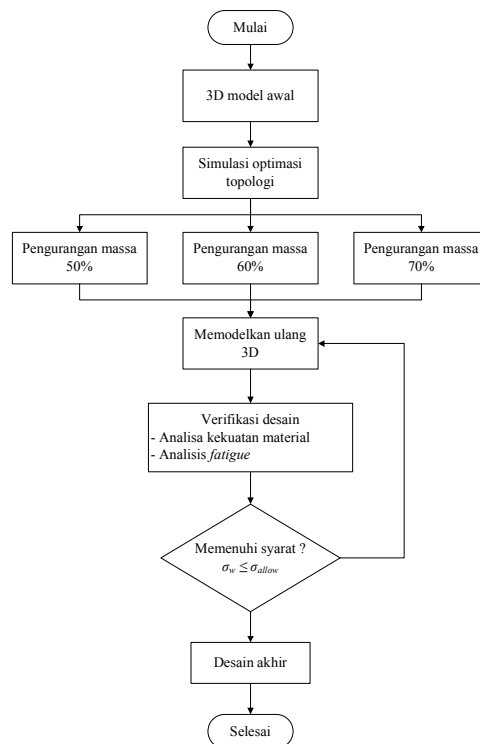 Mulai
3D model awal
Simulasi optimasi
topologi
Pengurangan massa
50%
Pengurangan massa
60%
Pengurangan massa
70%
Memodelkan ulang
3D
Verifikasi desain
- Analisa kekuatan material
- Analisis fatigue
Memenuhi syarat ?
σw ≤ σallow
Desain akhir
Selesai